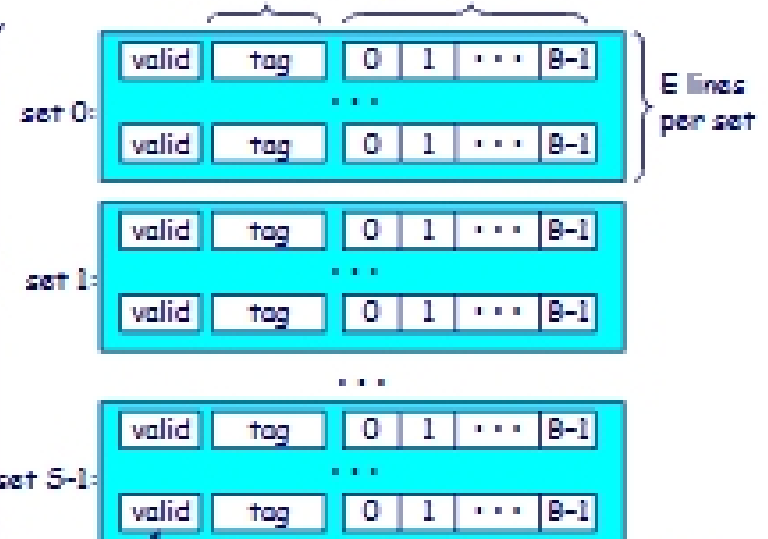 valid tag 0 1 ... B-1
...
set 0:
valid tag 0 1 ... B-1
E lines
per set
valid tag 0 1 ... B-1
...
set 1:
valid tag 0 1 ... B-1
...
valid tag 0 1 ... B-1
...
set S-1:
valid tag 0 1 ... B-1